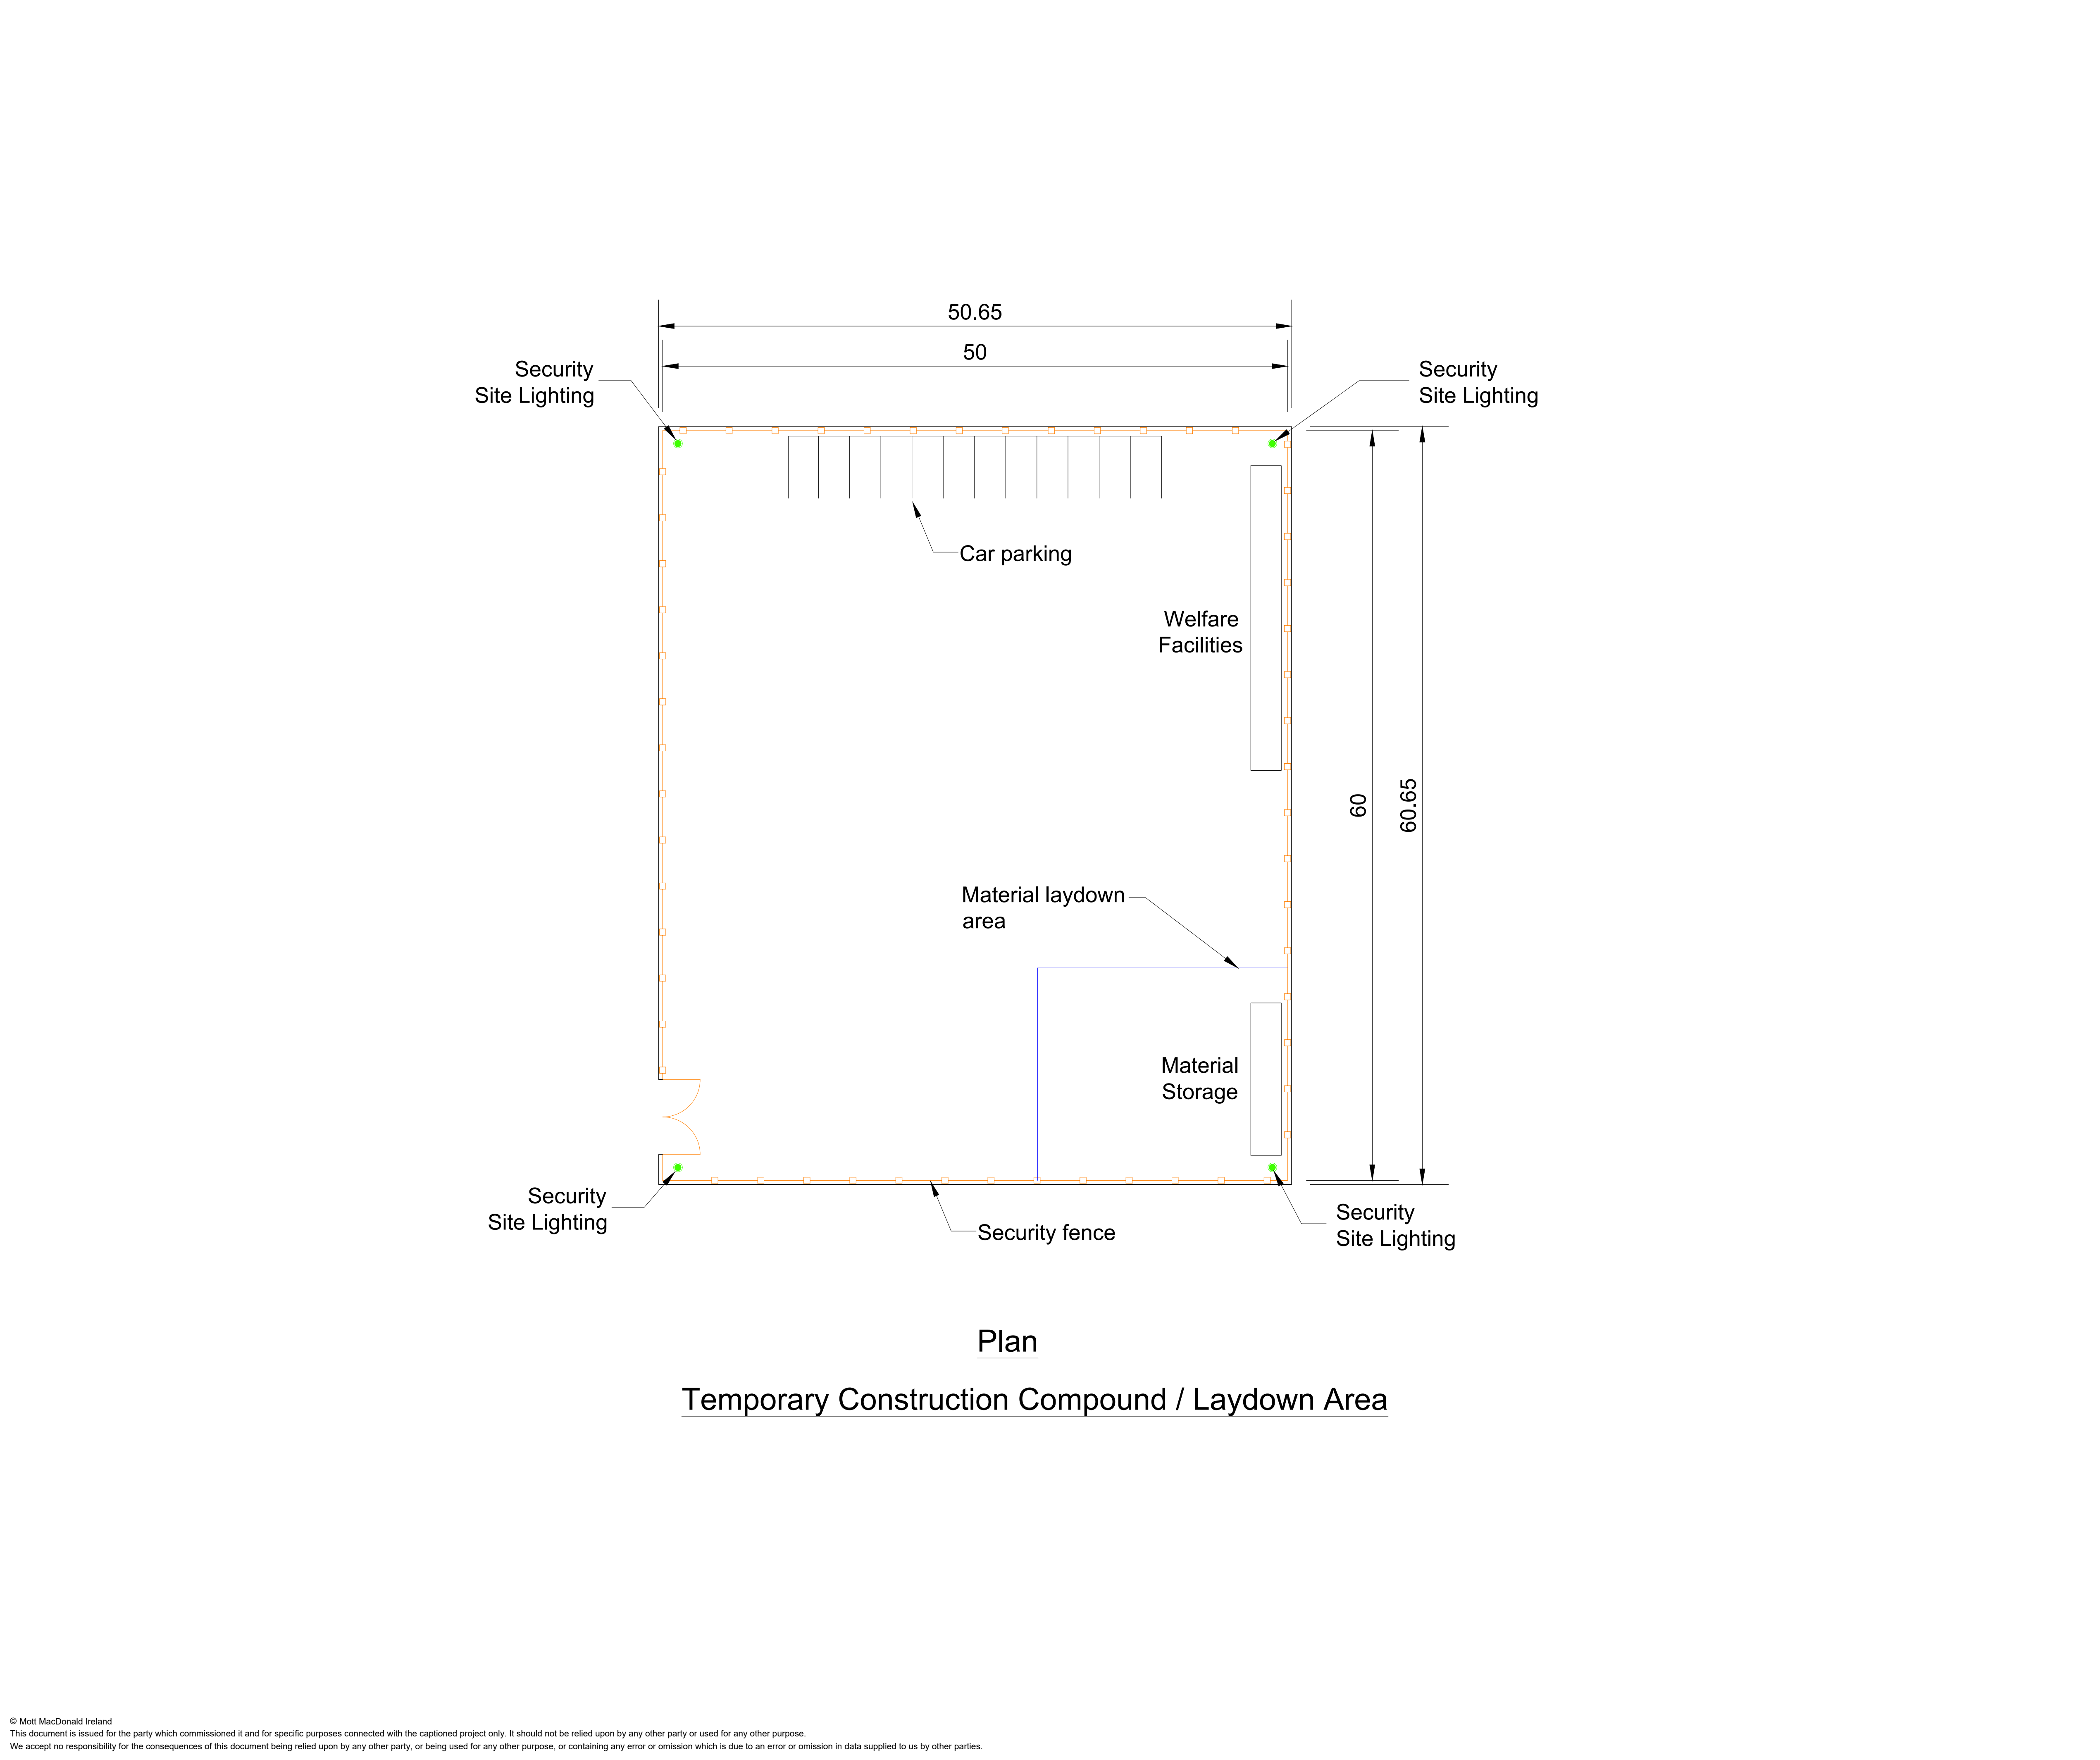 50.65
50
Security
Site Lighting
Security
Site Lighting
Car parking
Welfare
Facilities
60
60.65
Material laydown
area
Material
Storage
Security
Site Lighting
Security fence
Security
Site Lighting
Plan
Temporary Construction Compound / Laydown Area
© Mott MacDonald Ireland
This document is issued for the party which commissioned it and for specific purposes connected with the captioned project only. It should not be relied upon by any other party or used for any other purpose.
We accept no responsibility for the consequences of this document being relied upon by any other party, or being used for any other purpose, or containing any error or omission which is due to an error or omission in data supplied to us by other parties.